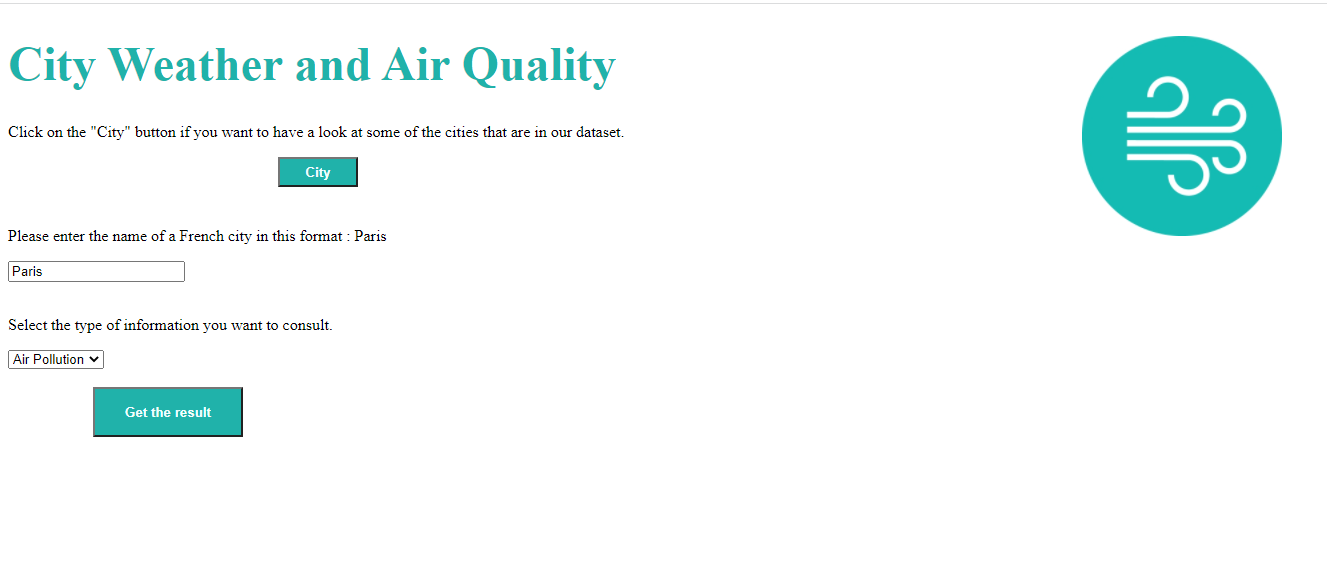 City Weather and Air Quality
Click on the "City" button if you want to have a look at some of the cities that are in our dataset.
City
Please enter the name of a French city in this format : Paris
Paris
Select the type of information you want to consult.
Air Pollution
Get the result